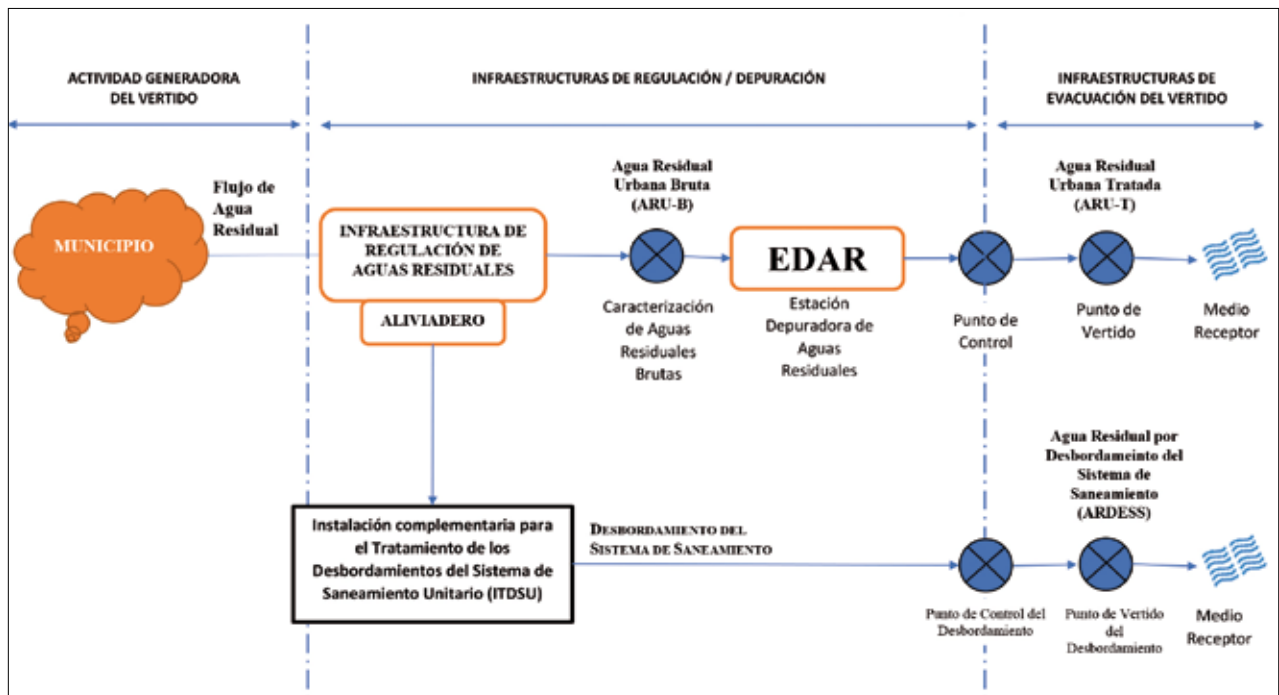 ACTIVIDAD GENERADORA
DEL VERTIDO
INFRAESTRUCTURAS DE REGULACIÓN / DEPURACIÓN
INFRAESTRUCTURAS DE
EVACUACIÓN DEL VERTIDO
MUNICIPIO
Flujo de
Agua
Residual
INFRAESTRUCTURA DE
REGULACIÓN DE
AGUAS RESIDUALES
ALIVIADERO
Agua Residual
Urbana Bruta
(ARU-B)
Caracterización
de Aguas
Residuales
Brutas
EDAR
Estación
Depuradora de
Aguas
Residuales
Punto de
Control
Agua Residual
Urbana Tratada
(ARU-T)
Punto de
Vertido
Medio
Receptor
Instalación complementaria para
el Tratamiento de los
Desbordamientos del Sistema de
Saneamiento Unitario (ITDSU)
DESBORDAMIENTO DEL
SISTEMA DE SANEAMIENTO
Punto de Control del
Desbordamiento
Agua Residual por
Desbordameinto del
Sistema de
Saneamiento
(ARDESS)
Punto de Vertido
del
Desbordamiento
Medio
Receptor